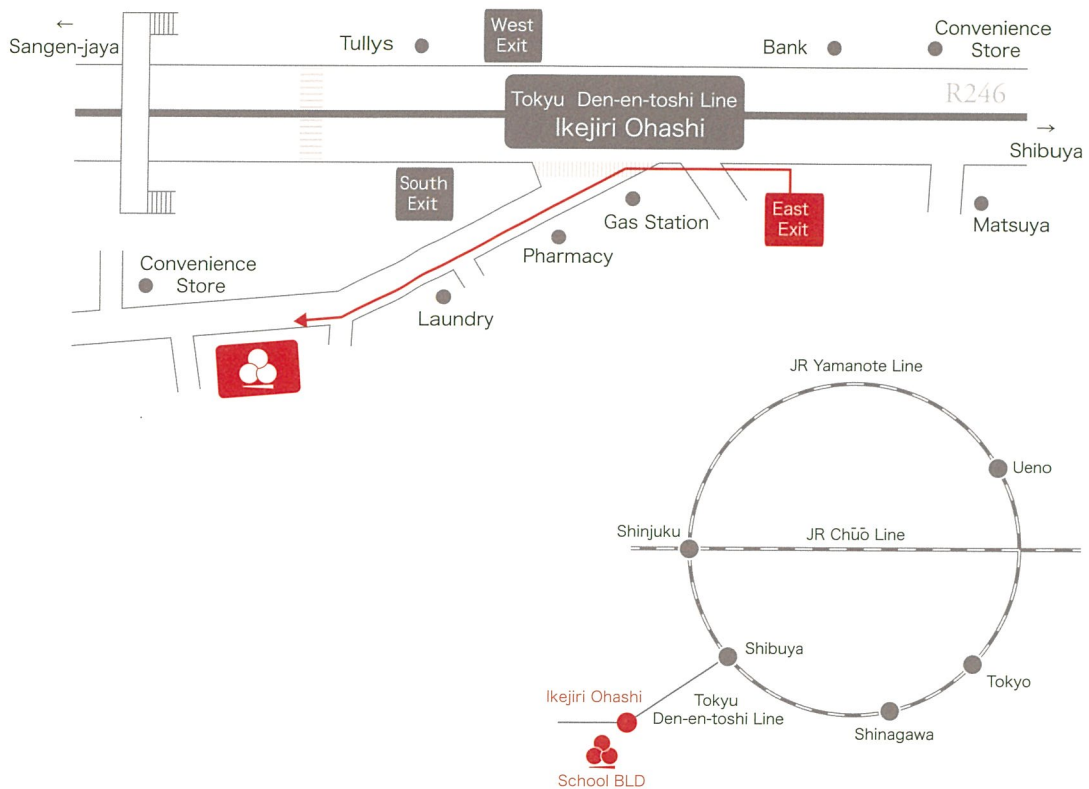 ←
Sangen-jaya
Tullys
West
Exit
Bank
Convenience
Store
Tokyu Den-en-toshi Line
Ikejiri Ohashi
R246
→
Shibuya
South
Exit
Gas Station
East
Exit
Matsuya
Pharmacy
Convenience
Store
Laundry
JR Yamanote Line
Ueno
Shinjuku
JR Chūō Line
Shibuya
Tokyo
Ikejiri Ohashi
Tokyu
Den-en-toshi Line
Shinagawa
School BLD